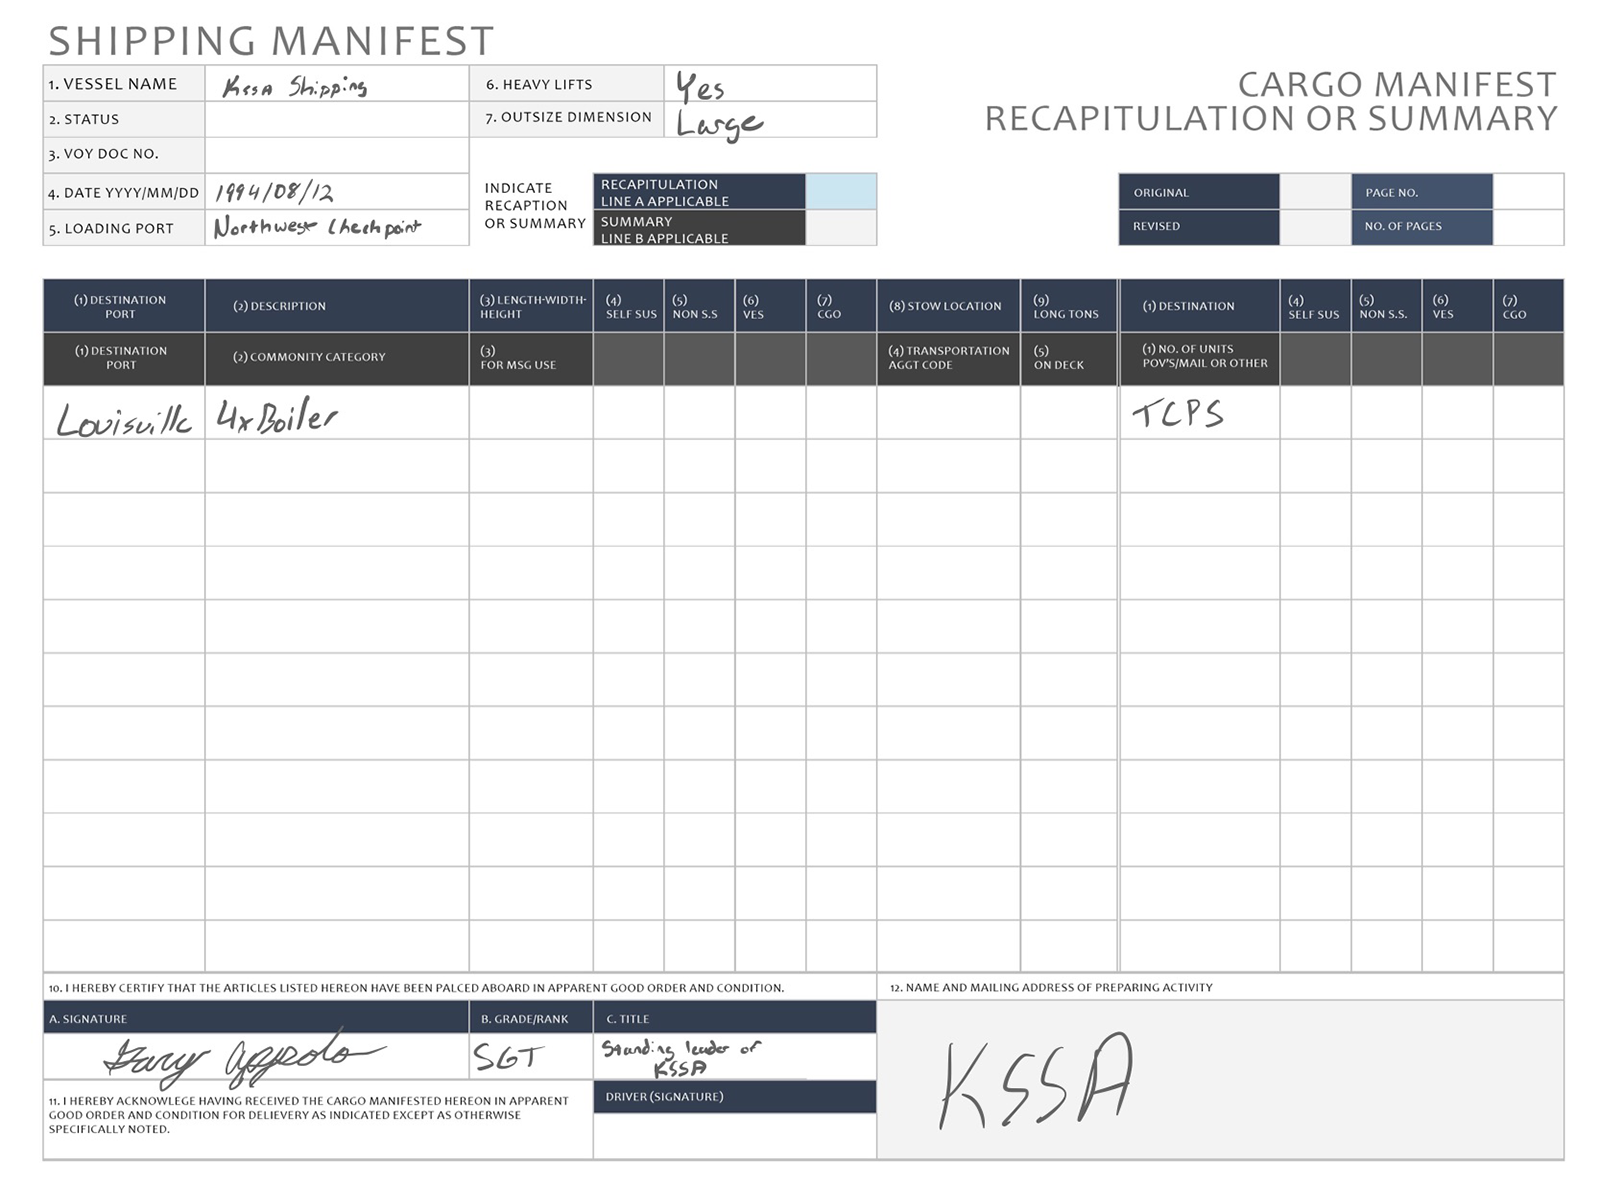 SHIPPING MANIFEST
CARGO MANIFEST
RECAPITULATION OR SUMMARY
1. VESSEL NAME KSSA Shipping
6. HEAVY LIFTS Yes
2. STATUS
7. OUTSIZE DIMENSION Large
3. VOY DOC NO.
4. DATE YYYY/MM/DD 1994/08/12
5. LOADING PORT Northwest Checkpoint
INDICATE
RECAPTION
OR SUMMARY
RECAPITULATION
LINE A APPLICABLE
SUMMARY
LINE B APPLICABLE
ORIGINAL
PAGE NO.
REVISED
NO. OF PAGES
(1) DESTINATION
PORT
(2) DESCRIPTION
(3) LENGTH-WIDTH-
HEIGHT
(4)
SELF SUS
(5)
NON S.S
(6)
VES
(7)
CGO
(8) STOW LOCATION
(9)
LONG TONS
(1) DESTINATION
(4)
SELF SUS
(5)
NON S.S.
(6)
VES
(7)
CGO
(1) DESTINATION
PORT
(2) COMMONITY CATEGORY
(3)
FOR MSG USE
(4) TRANSPORTATION
AGGT CODE
(5)
ON DECK
(1) NO. OF UNITS
POV'S/MAIL OR OTHER
Louisville 4x Boiler TCPS
10. I HEREBY CERTIFY THAT THE ARTICLES LISTED HEREON HAVE BEEN PALCED ABOARD IN APPARENT GOOD ORDER AND CONDITION.
12. NAME AND MAILING ADDRESS OF PREPARING ACTIVITY
A. SIGNATURE
B. GRADE/RANK
C. TITLE
Gary
SGT
Standing leader of
KSSA
KSSA
11. I HEREBY ACKNOWLEGE HAVING RECEIVED THE CARGO MANIFESTED HEREON IN APPARENT
GOOD ORDER AND CONDITION FOR DELIEVERY AS INDICATED EXCEPT AS OTHERWISE
SPECIFICALLY NOTED.
DRIVER (SIGNATURE)